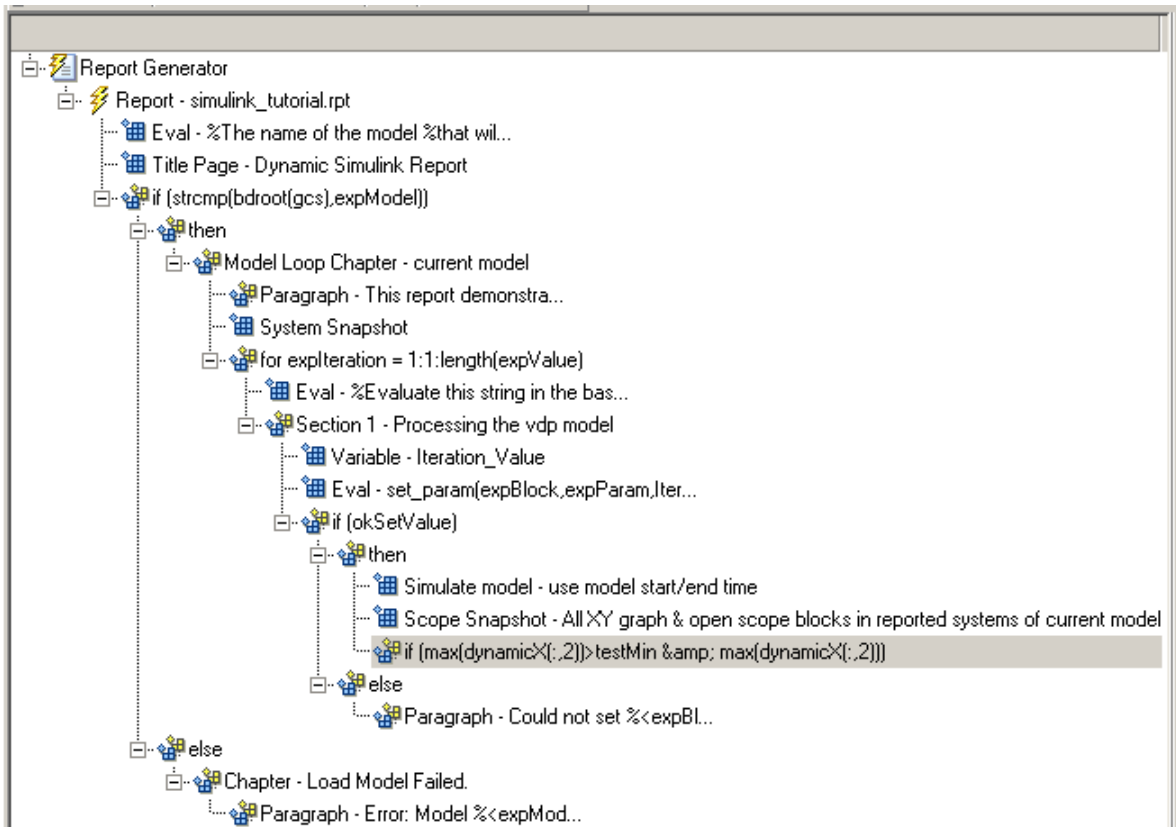 Report Generator
Report - simulink_tutorial.rpt
Eval - %The name of the model %that wil...
Title Page - Dynamic Simulink Report
if (strcmp(bdroot(gcs),expModel))
then
Model Loop Chapter - current model
Paragraph - This report demonstra...
System Snapshot
for expIteration = 1:1:length(expValue)
Eval - %Evaluate this string in the bas...
Section 1 - Processing the vdp model
Variable - Iteration_Value
Eval - set_param(expBlock,expParam,Iter...
if (okSetValue)
then
Simulate model - use model start/end time
Scope Snapshot - All XY graph & open scope blocks in reported systems of current model
if (max(dynamicX(:,2))>testMin &amp; max(dynamicX(:,2)))
else
Paragraph - Could not set %<expBl...
else
Chapter - Load Model Failed.
Paragraph - Error: Model %<expMod...